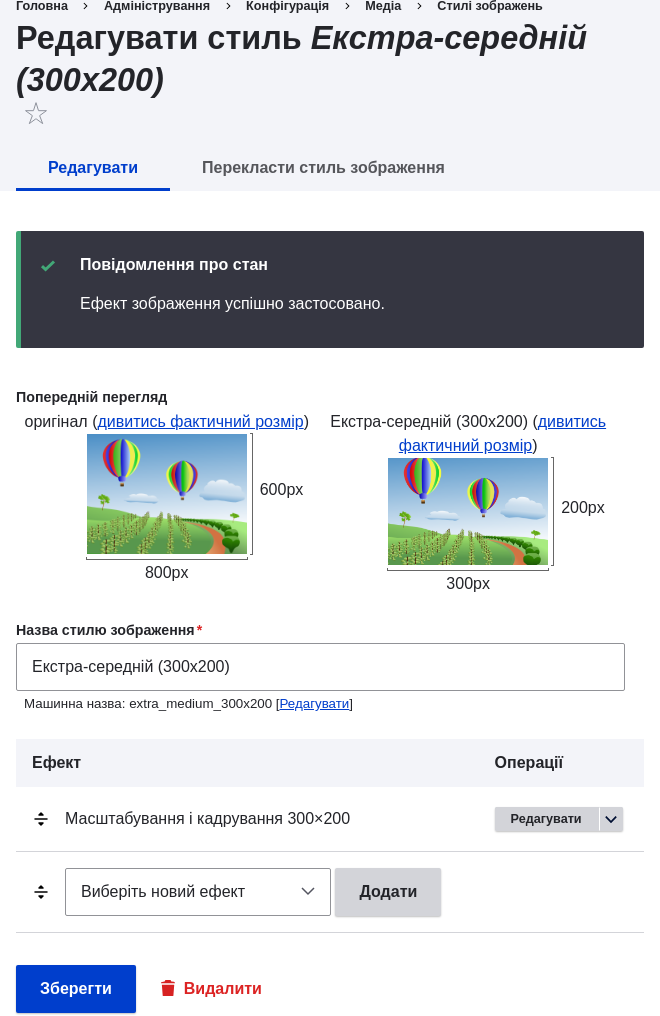 Головна > Адміністрування > Конфігурація > Медіа > Стилі зображень
Редагувати стиль Екстра-середній
(300x200)
Редагувати Перекласти стиль зображення
Повідомлення про стан
Ефект зображення успішно застосовано.
Попередній перегляд
оригінал (дивитись фактичний розмір)
600px
800px
Екстра-середній (300x200) (дивитись
фактичний розмір)
200px
300px
Назва стилю зображення*
Екстра-середній (300x200)
Машинна назва: extra_medium_300x200 [Редагувати]
Ефект Операції
Масштабування і кадрування 300×200 Редагувати
Виберіть новий ефект Додати
Зберегти Видалити